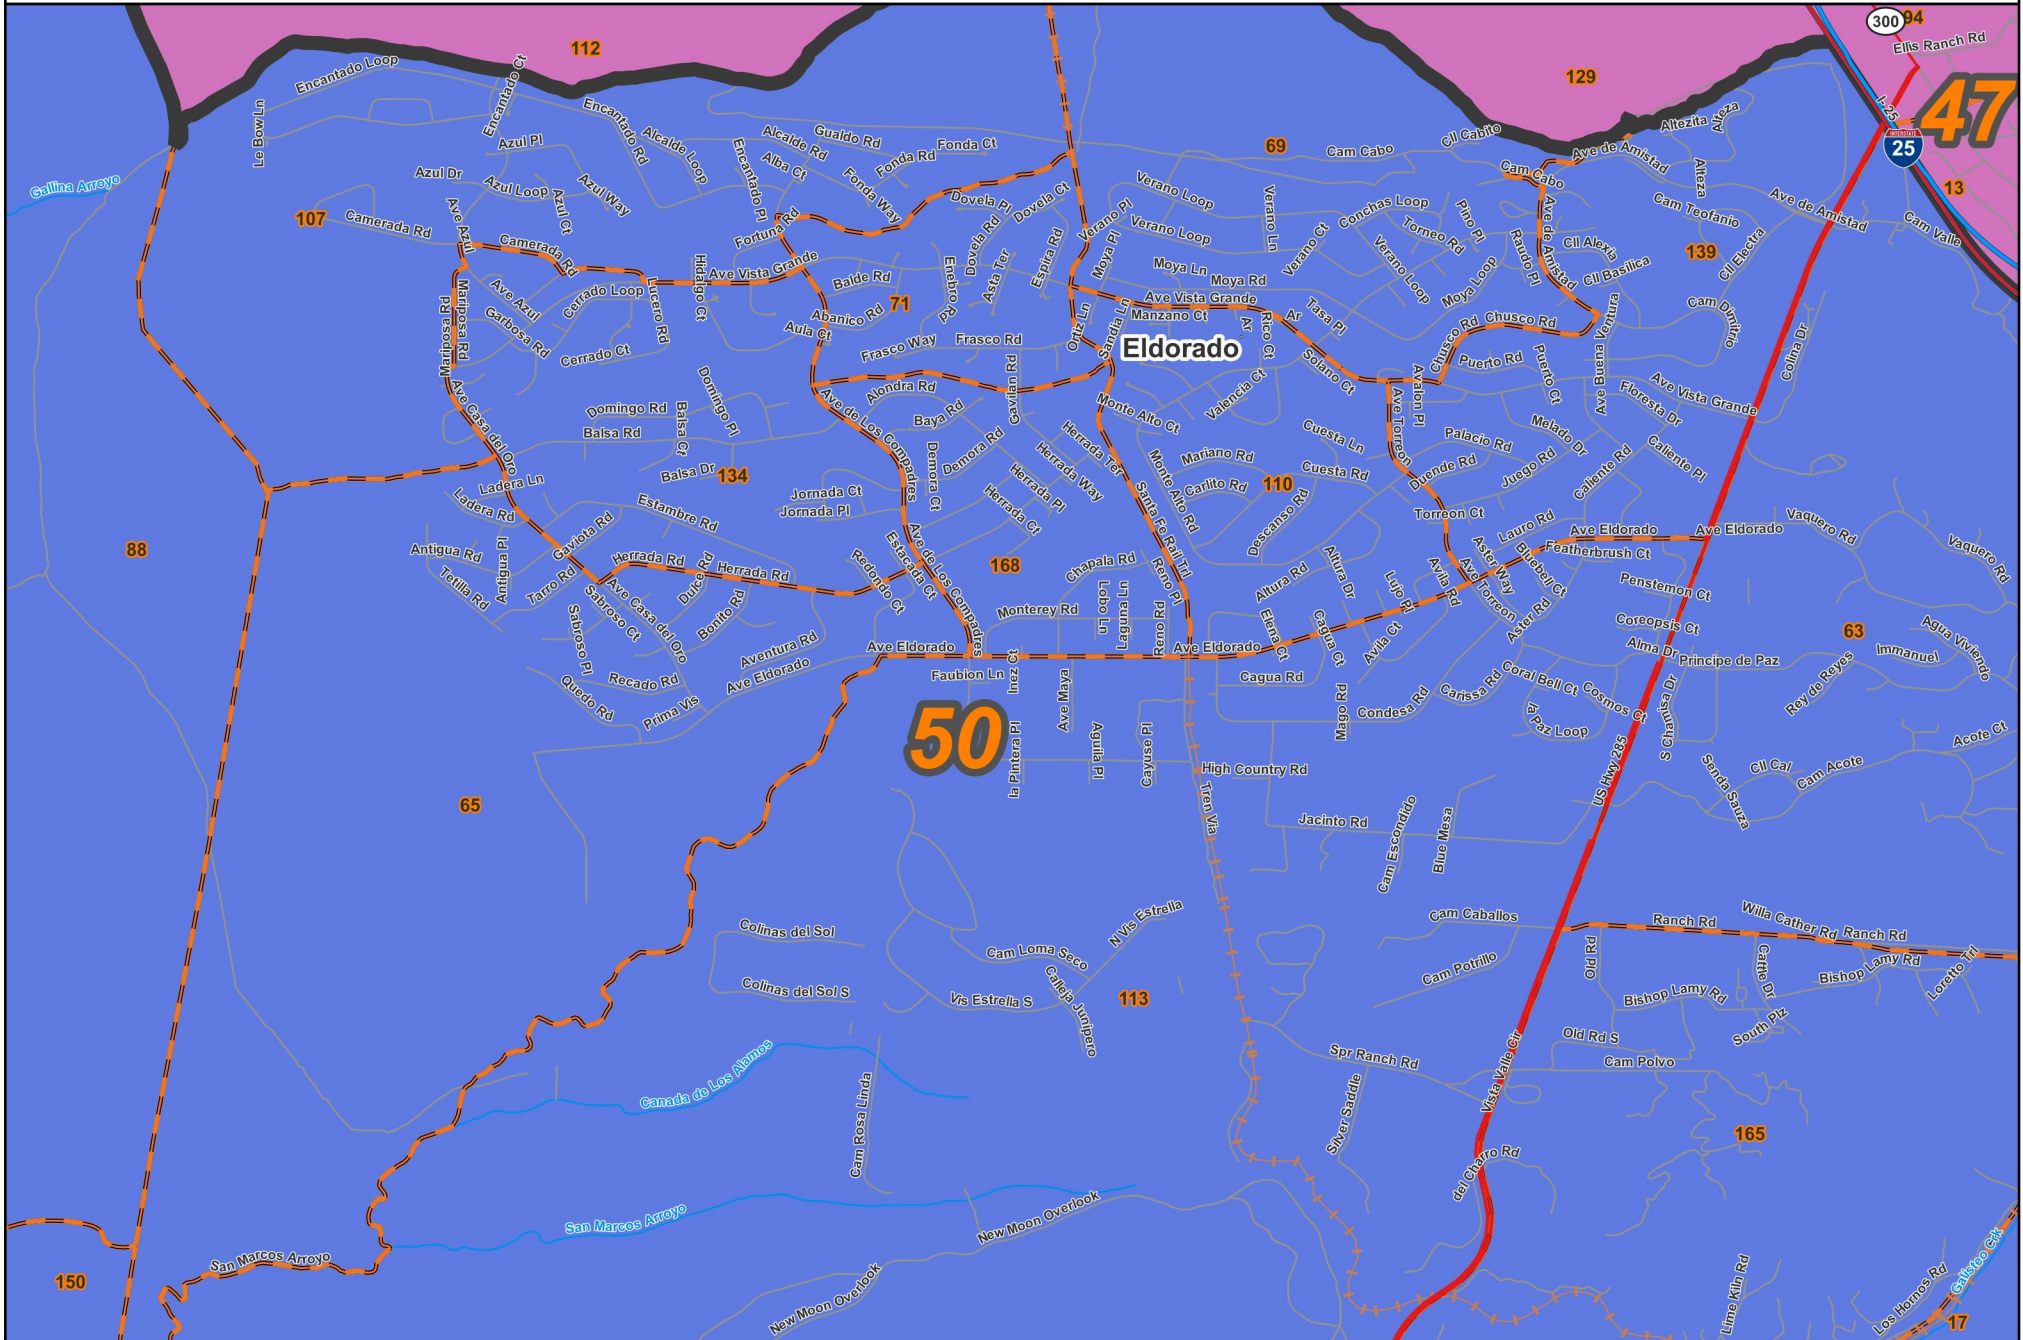 300
94
Ellis Ranch Rd
112
129
47
I-25
INTERSTATE
25
13
Encantado Loop
Encantado Ct
Le Bow Ln
Encantado Rd
Alcalde Loop
Azul Pl
Alcalde Rd
Gualdo Rd
Fonda Rd
Fonda Ct
Alba Ct
Encantado Pl
Fonda Way
69
Cam Cabo
Cll Cabito
Altezita
Alteza
Alteza
Ave de Amistad
Cam Cabo
Gallina Arroyo
Azul Dr
Azul Loop
Azul Ct
Azul Way
Ave Azul
107
Camerada Rd
Camerada Rd
Fortuna Rd
Dovela Pl
Dovela Ct
Dovela Rd
Verano Loop
Verano Pl
Verano Loop
Verano Ln
Verano Ct
Conchas Loop
Torneo Rd
Pino Pl
Verano Loop
Raudo Pl
Ave de Amistad
Cll Alexia
Cll Basilica
Cam Teofanio
Ave de Amistad
Cam Valle
139
Cll Electra
Cam Dimitrio
Hidalgo Ct
Ave Vista Grande
Balde Rd
Enebro Rd
Asta Ter
Espira Rd
Moya Pl
Moya Ln
Moya Rd
Moya Loop
Mariposa Rd
Mariposa Rd
Ave Azul
Garbosa Rd
Cerrado Loop
Cerrado Ct
Lucero Rd
71
Abanico Rd
Aula Ct
Frasco Way
Frasco Rd
Ortiz Ln
Sandia Ln
Ave Vista Grande
Manzano Ct
Ar
Rico Ct
Ar
Tasa Pl
Solano Ct
Chusco Rd
Chusco Rd
Puerto Rd
Puerto Ct
Ave Buena Ventura
Colina Dr
Eldorado
Ave Casa del Oro
Domingo Rd
Domingo Pl
Balsa Rd
Balsa Ct
Balsa Dr
134
Alondra Rd
Gavilan Rd
Ave de Los Compadres
Baya Rd
Demora Rd
Demora Ct
Herrada Ter
Herrada Way
Herrada Pl
Herrada Ct
Monte Alto Ct
Monte Alto Rd
Valencia Ct
Mariano Rd
Carlito Rd
110
Cuesta Ln
Cuesta Rd
Descanso Rd
Ave Torreon
Avalon Pl
Palacio Rd
Duende Rd
Juego Rd
Melado Dr
Floresta Dr
Ave Vista Grande
Caliente Rd
Caliente Pl
Torreon Ct
Lauro Rd
Ave Eldorado
Ave Eldorado
Vaquero Rd
Vaquero Rd
Featherbrush Ct
88
Ladera Ln
Ladera Rd
Jornada Ct
Jornada Pl
Estambre Rd
Gaviota Rd
Antigua Rd
Antigua Pl
Tetilla Rd
Tarro Rd
Herrada Rd
Herrada Rd
Dulce Rd
Bonito Rd
Redondo Ct
Estacada Ct
Ave de Los Compadres
168
Chapala Rd
Santa Fe Rail Trl
Reno Pl
Altura Rd
Altura Dr
Lujo Pl
Avila Rd
Aster Way
Bluebell Ct
Ave Torreon
Aster Rd
Penstemon Ct
Coreopsis Ct
Alma Dr
Sabroso Pl
Sabroso Ct
Ave Casa del Oro
Aventura Rd
Ave Eldorado
Recado Rd
Quedo Rd
Prima Vis
Ave Eldorado
Monterey Rd
Lobo Ln
Laguna Ln
Reno Rd
Ave Eldorado
Elena Ct
Cagua Ct
Avila Ct
Faubion Ln
Inez Ct
Ave Maya
Cagua Rd
Mago Rd
Condesa Rd
Carissa Rd
Coral Bell Ct
Cosmos Ct
la Paz Loop
S Chamisa Dr
Principe de Paz
63
Rey de Reyes
Immanuel
Agua Viviendo
Acote Ct
50
la Pintera Pl
Aguila Pl
Cayuse Pl
High Country Rd
Tren Via
US Hwy 285
Senda Sauza
Cll Cal
Cam Acote
65
Jacinto Rd
Cam Escondido
Blue Mesa
Colinas del Sol
Colinas del Sol S
Cam Loma Seco
N Vis Estrella
Vis Estrella S
Calleja Junipero
113
Cam Caballos
Cam Potrillo
Ranch Rd
Willa Cather Rd
Ranch Rd
Old Rd
Cather Dr
Bishop Lamy Rd
Bishop Lamy Rd
Loretto Trl
South Plz
Old Rd S
Cam Polvo
Canada de Los Alamos
Cam Rosa Linda
Spr Ranch Rd
Silver Saddle
Vista Valle Cir
165
del Charro Rd
San Marcos Arroyo
San Marcos Arroyo
New Moon Overlook
New Moon Overlook
150
Lime Kiln Rd
Los Hornos Rd
Galisteo Crk
17